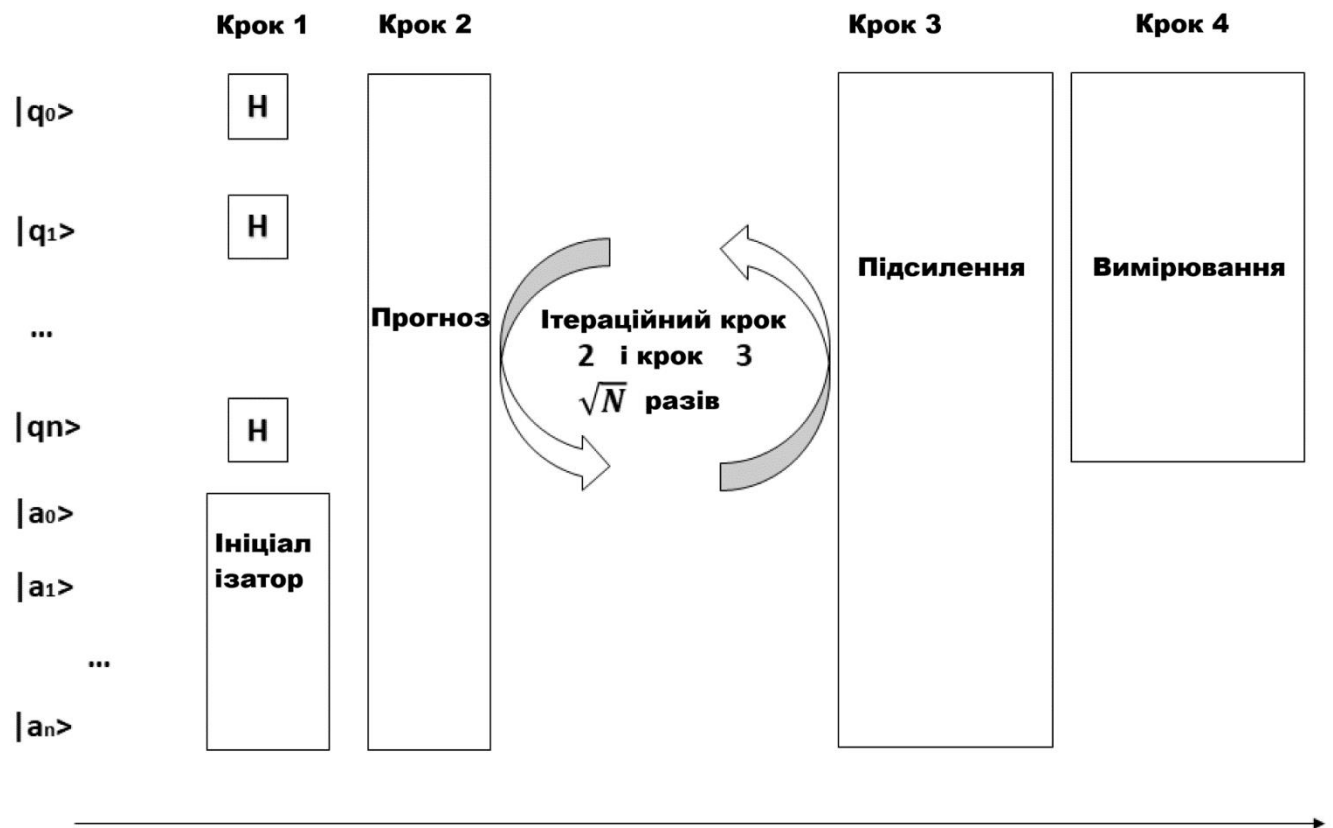 Крок 1 Крок 2 Крок 3 Крок 4
|q₀> H
|q₁> H
Підсилення Вимірювання
...
Прогноз
Ітераційний крок
2 і крок 3
√N разів
|qn> H
|a₀>
Ініціал
ізатор
|a₁>
...
|aₙ>